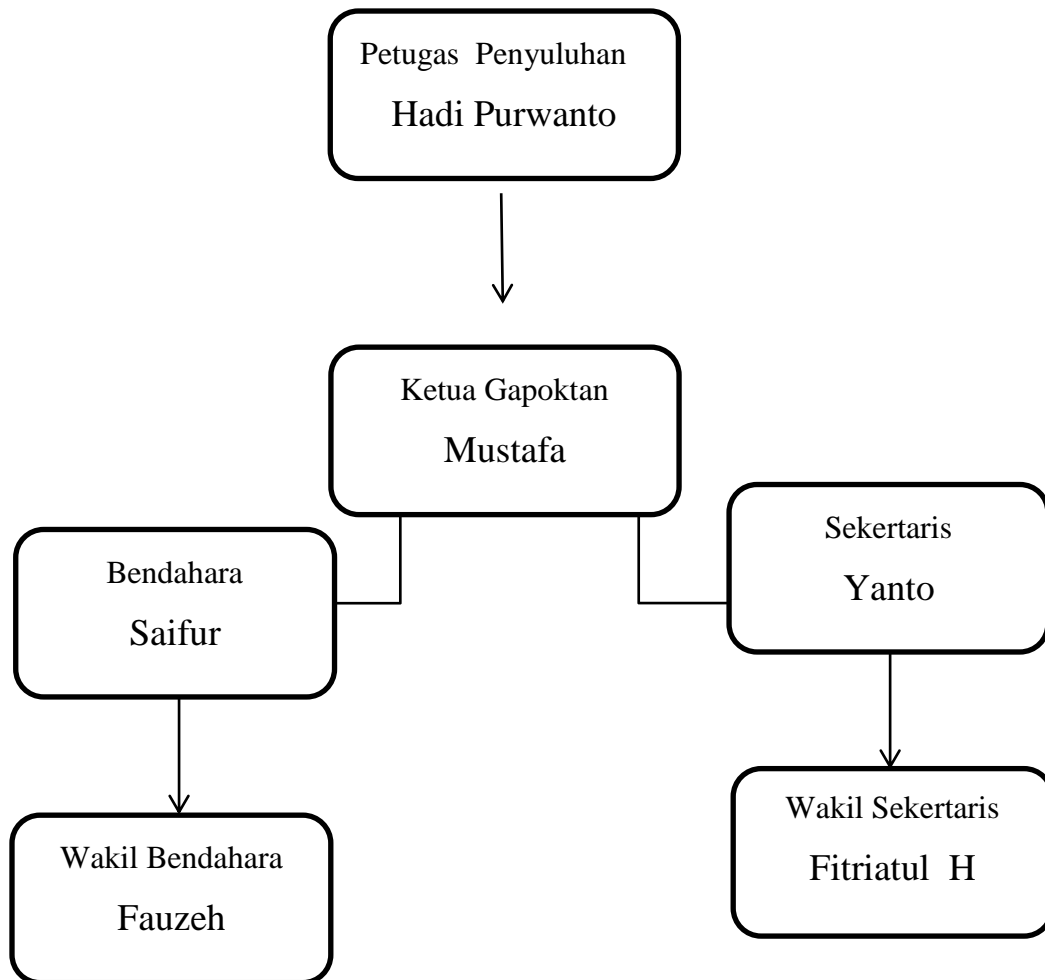 Petugas  Penyuluhan
Hadi Purwanto
Ketua Gapoktan
Mustafa
Bendahara
Saifur
Sekertaris
Yanto
Wakil Bendahara
Fauzeh
Wakil Sekertaris
Fitriatul  H